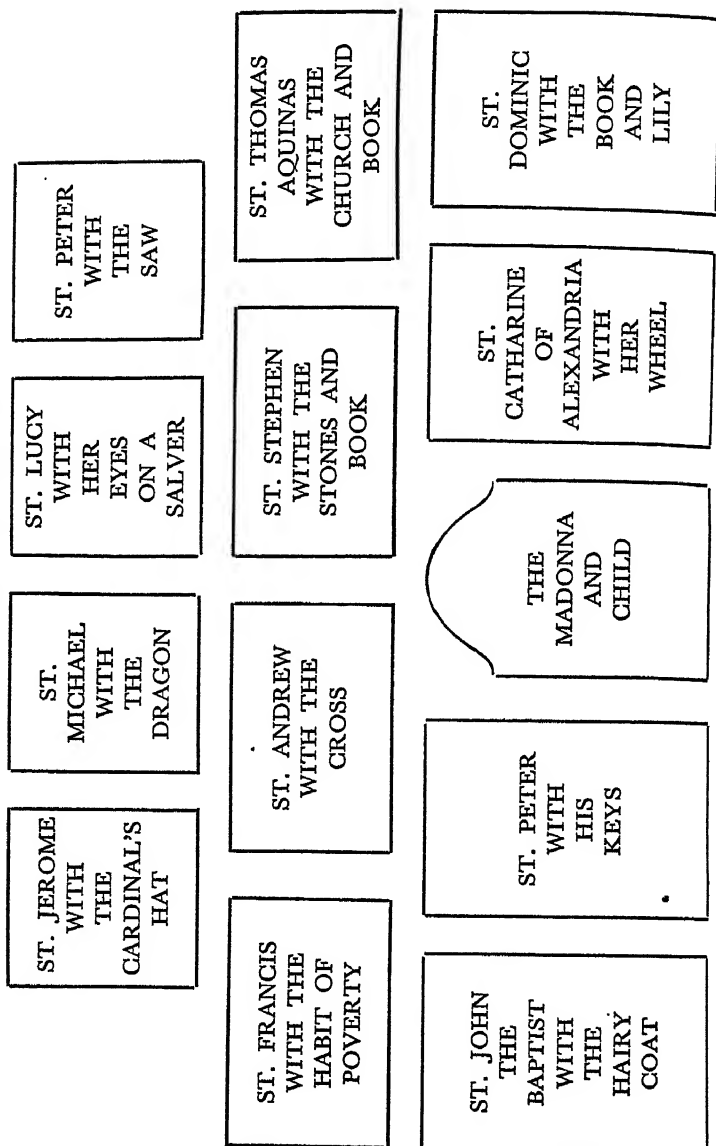 ST. JEROME
WITH
THE
CARDINAL'S
HAT
ST.
MICHAEL
WITH
THE
DRAGON
ST. LUCY
WITH
HER
EYES
ON A
SALVER
ST. PETER
WITH
THE
SAW
ST. FRANCIS
WITH THE
HABIT OF
POVERTY
ST. ANDREW
WITH THE
CROSS
ST. STEPHEN
WITH THE
STONES AND
BOOK
ST. THOMAS
AQUINAS
WITH THE
CHURCH AND
BOOK
ST. JOHN
THE
BAPTIST
WITH
THE
HAIRY
COAT
ST. PETER
WITH
HIS
KEYS
THE
MADONNA
AND
CHILD
ST.
CATHARINE
OF
ALEXANDRIA
WITH
HER
WHEEL
ST.
DOMINIC
WITH
THE
BOOK
AND
LILY